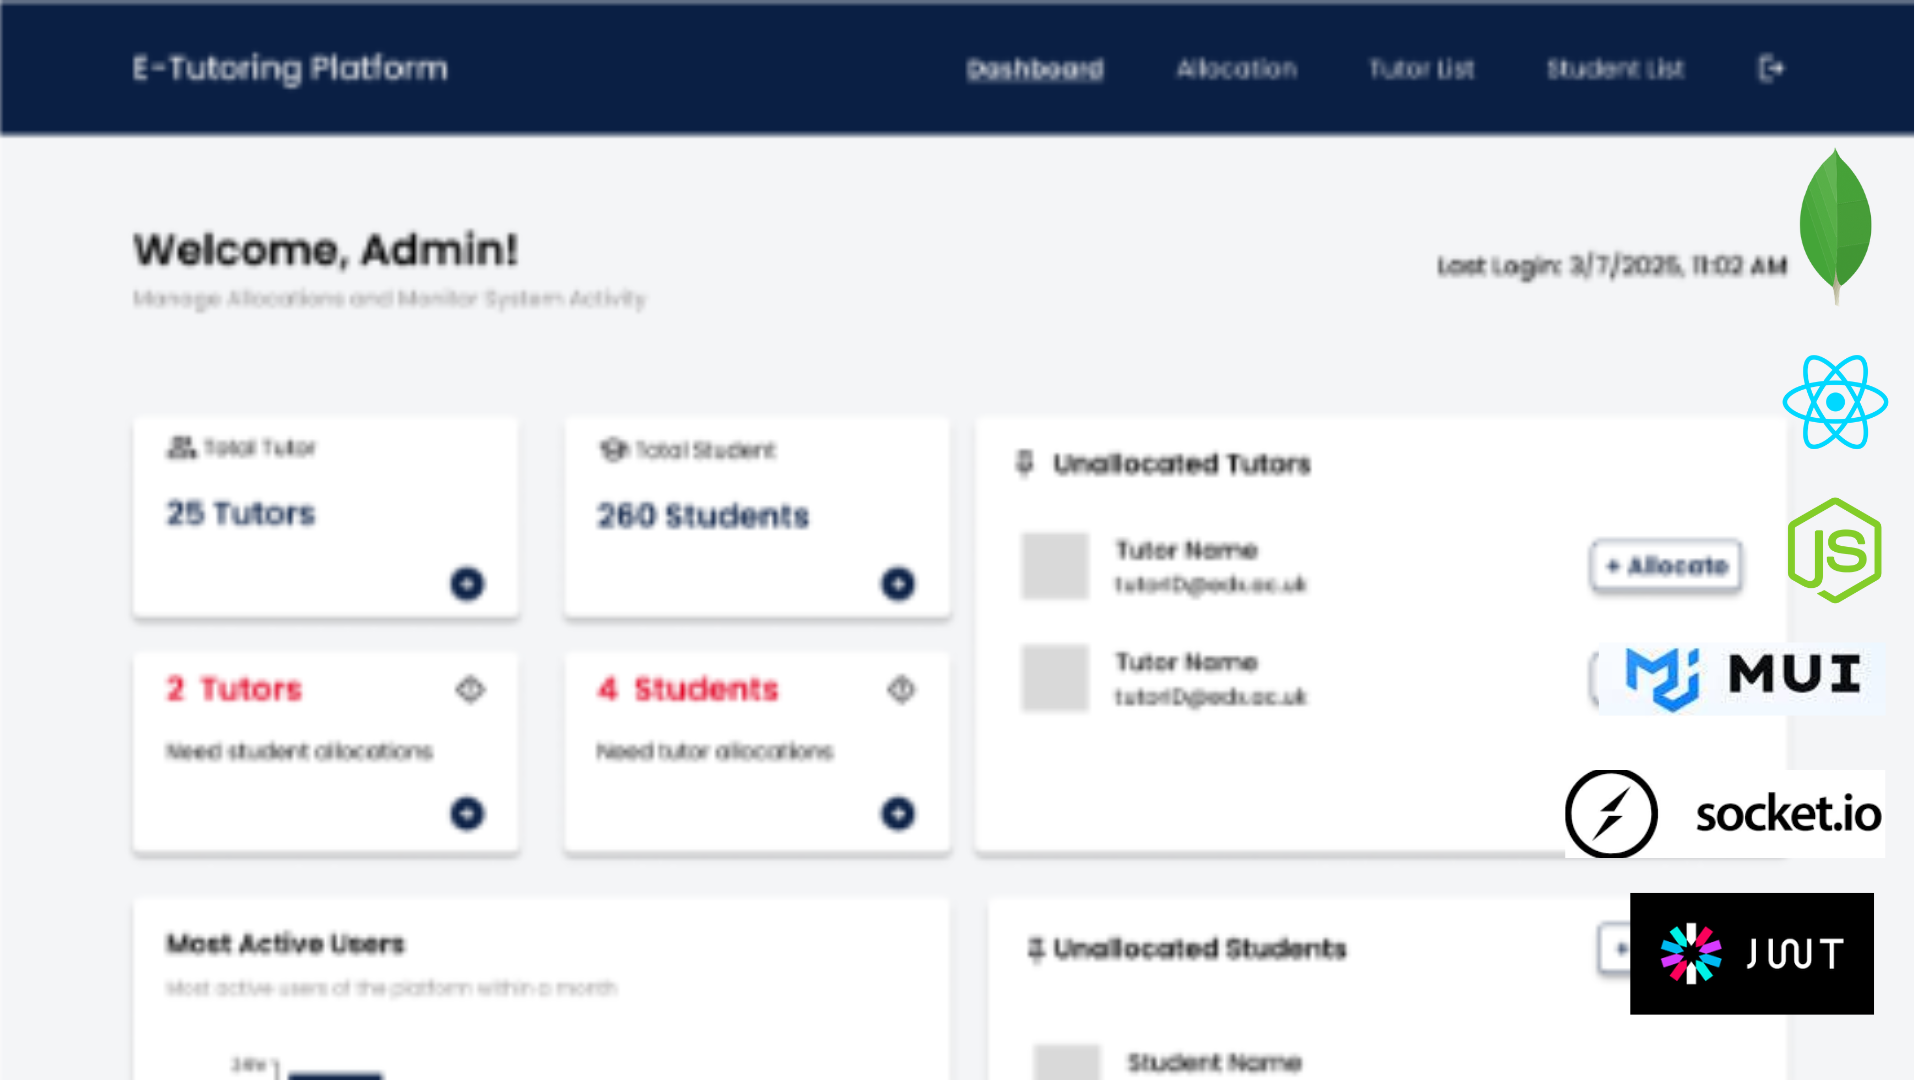 E-Tutoring Platform
Dashboard
Allocation
Tutor List
Student List
Welcome, Admin!
Manage Allocations and Monitor System Activity
Last Login: 3/7/2025, 11:02 AM
Total Tutor
25 Tutors
Total Student
260 Students
2 Tutors
Need student allocations
4 Students
Need tutor allocations
Unallocated Tutors
Tutor Name
tutorID@edu.ac.uk
+ Allocate
Tutor Name
tutorID@edu.ac.uk
JS
MUI
socket.io
Most Active Users
Most active users of the platform within a month
Unallocated Students
+
JWT
Student Name